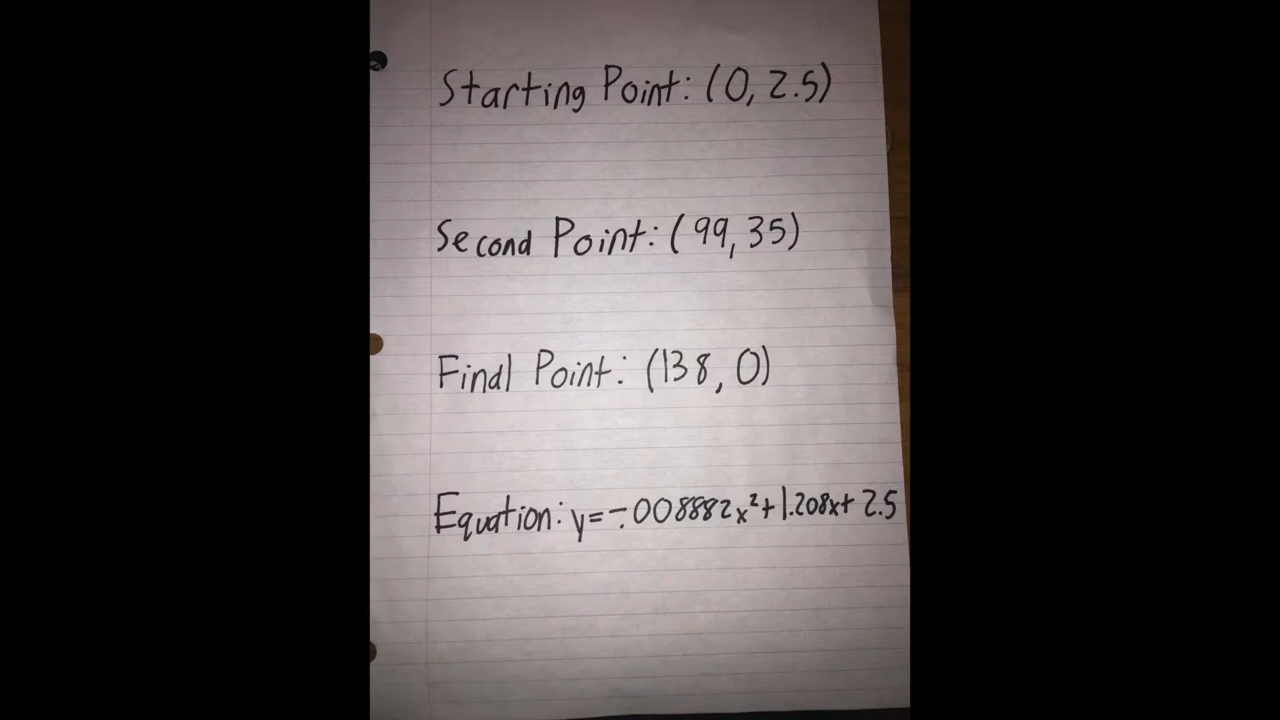 Starting Point: (0, 2.5)
Second Point: (99, 35)
Final Point: (138, 0)
Equation: y=-.008882x²+1.208x+2.5